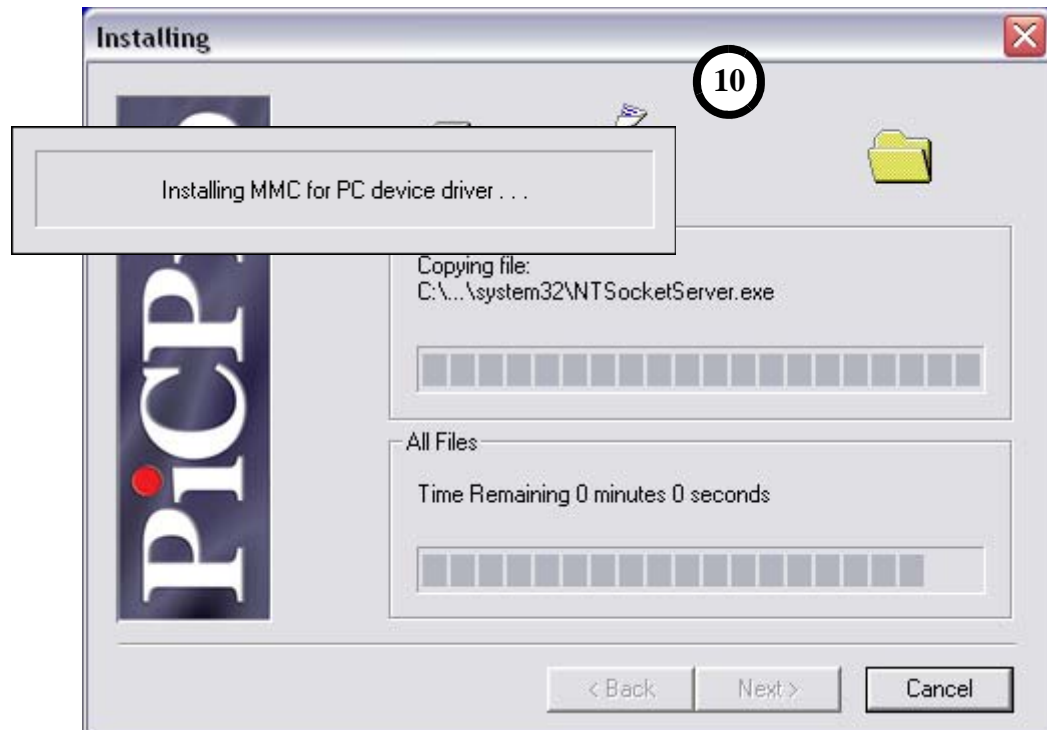 Installing
10
Installing MMC for PC device driver . . .
Copying file:
C:\...\system32\NTSocketServer.exe
All Files
Time Remaining 0 minutes 0 seconds
PiCP
< Back
Next >
Cancel